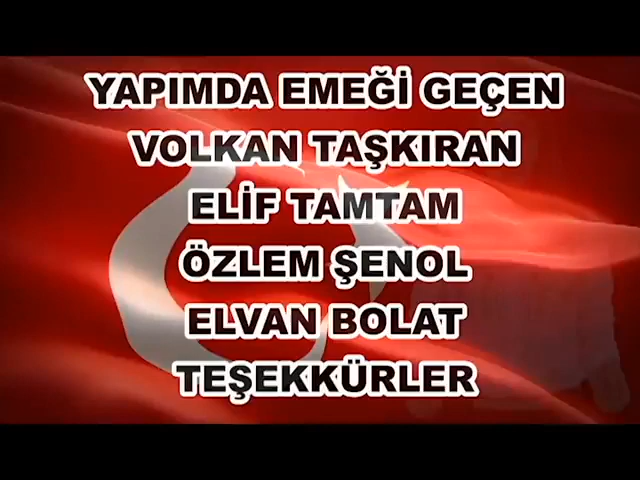 YAPIMDA EMEĞİ GEÇEN
VOLKAN TAŞKIRAN
ELİF TAMTAM
ÖZLEM ŞENOL
ELVAN BOLAT
TEŞEKKÜRLER